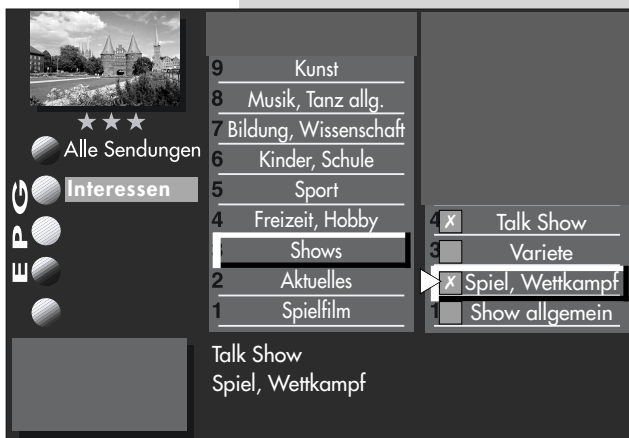 Alle Sendungen
Interessen
EPG
9 Kunst
8 Musik, Tanz allg.
7 Bildung, Wissenschaft
6 Kinder, Schule
5 Sport
4 Freizeit, Hobby
Shows
2 Aktuelles
1 Spielfilm
4 ✗ Talk Show
3 Variete
✗ Spiel, Wettkampf
1 Show allgemein
Talk Show
Spiel, Wettkampf